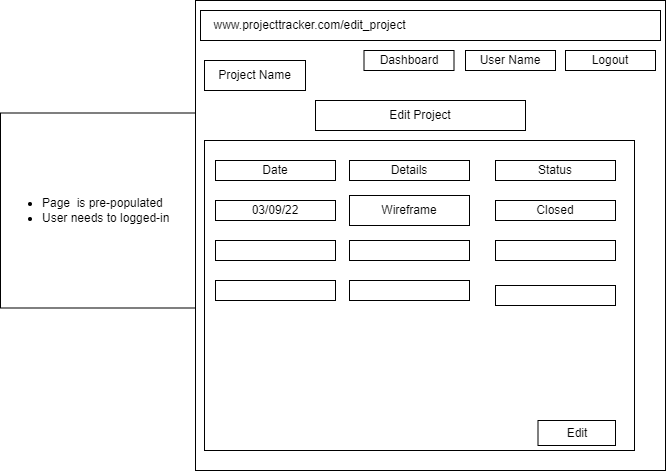 www.projecttracker.com/edit_project
Dashboard
User Name
Logout
Project Name
Edit Project
Page is pre-populated
User needs to logged-in
Date
Details
Status
03/09/22
Wireframe
Closed
Edit